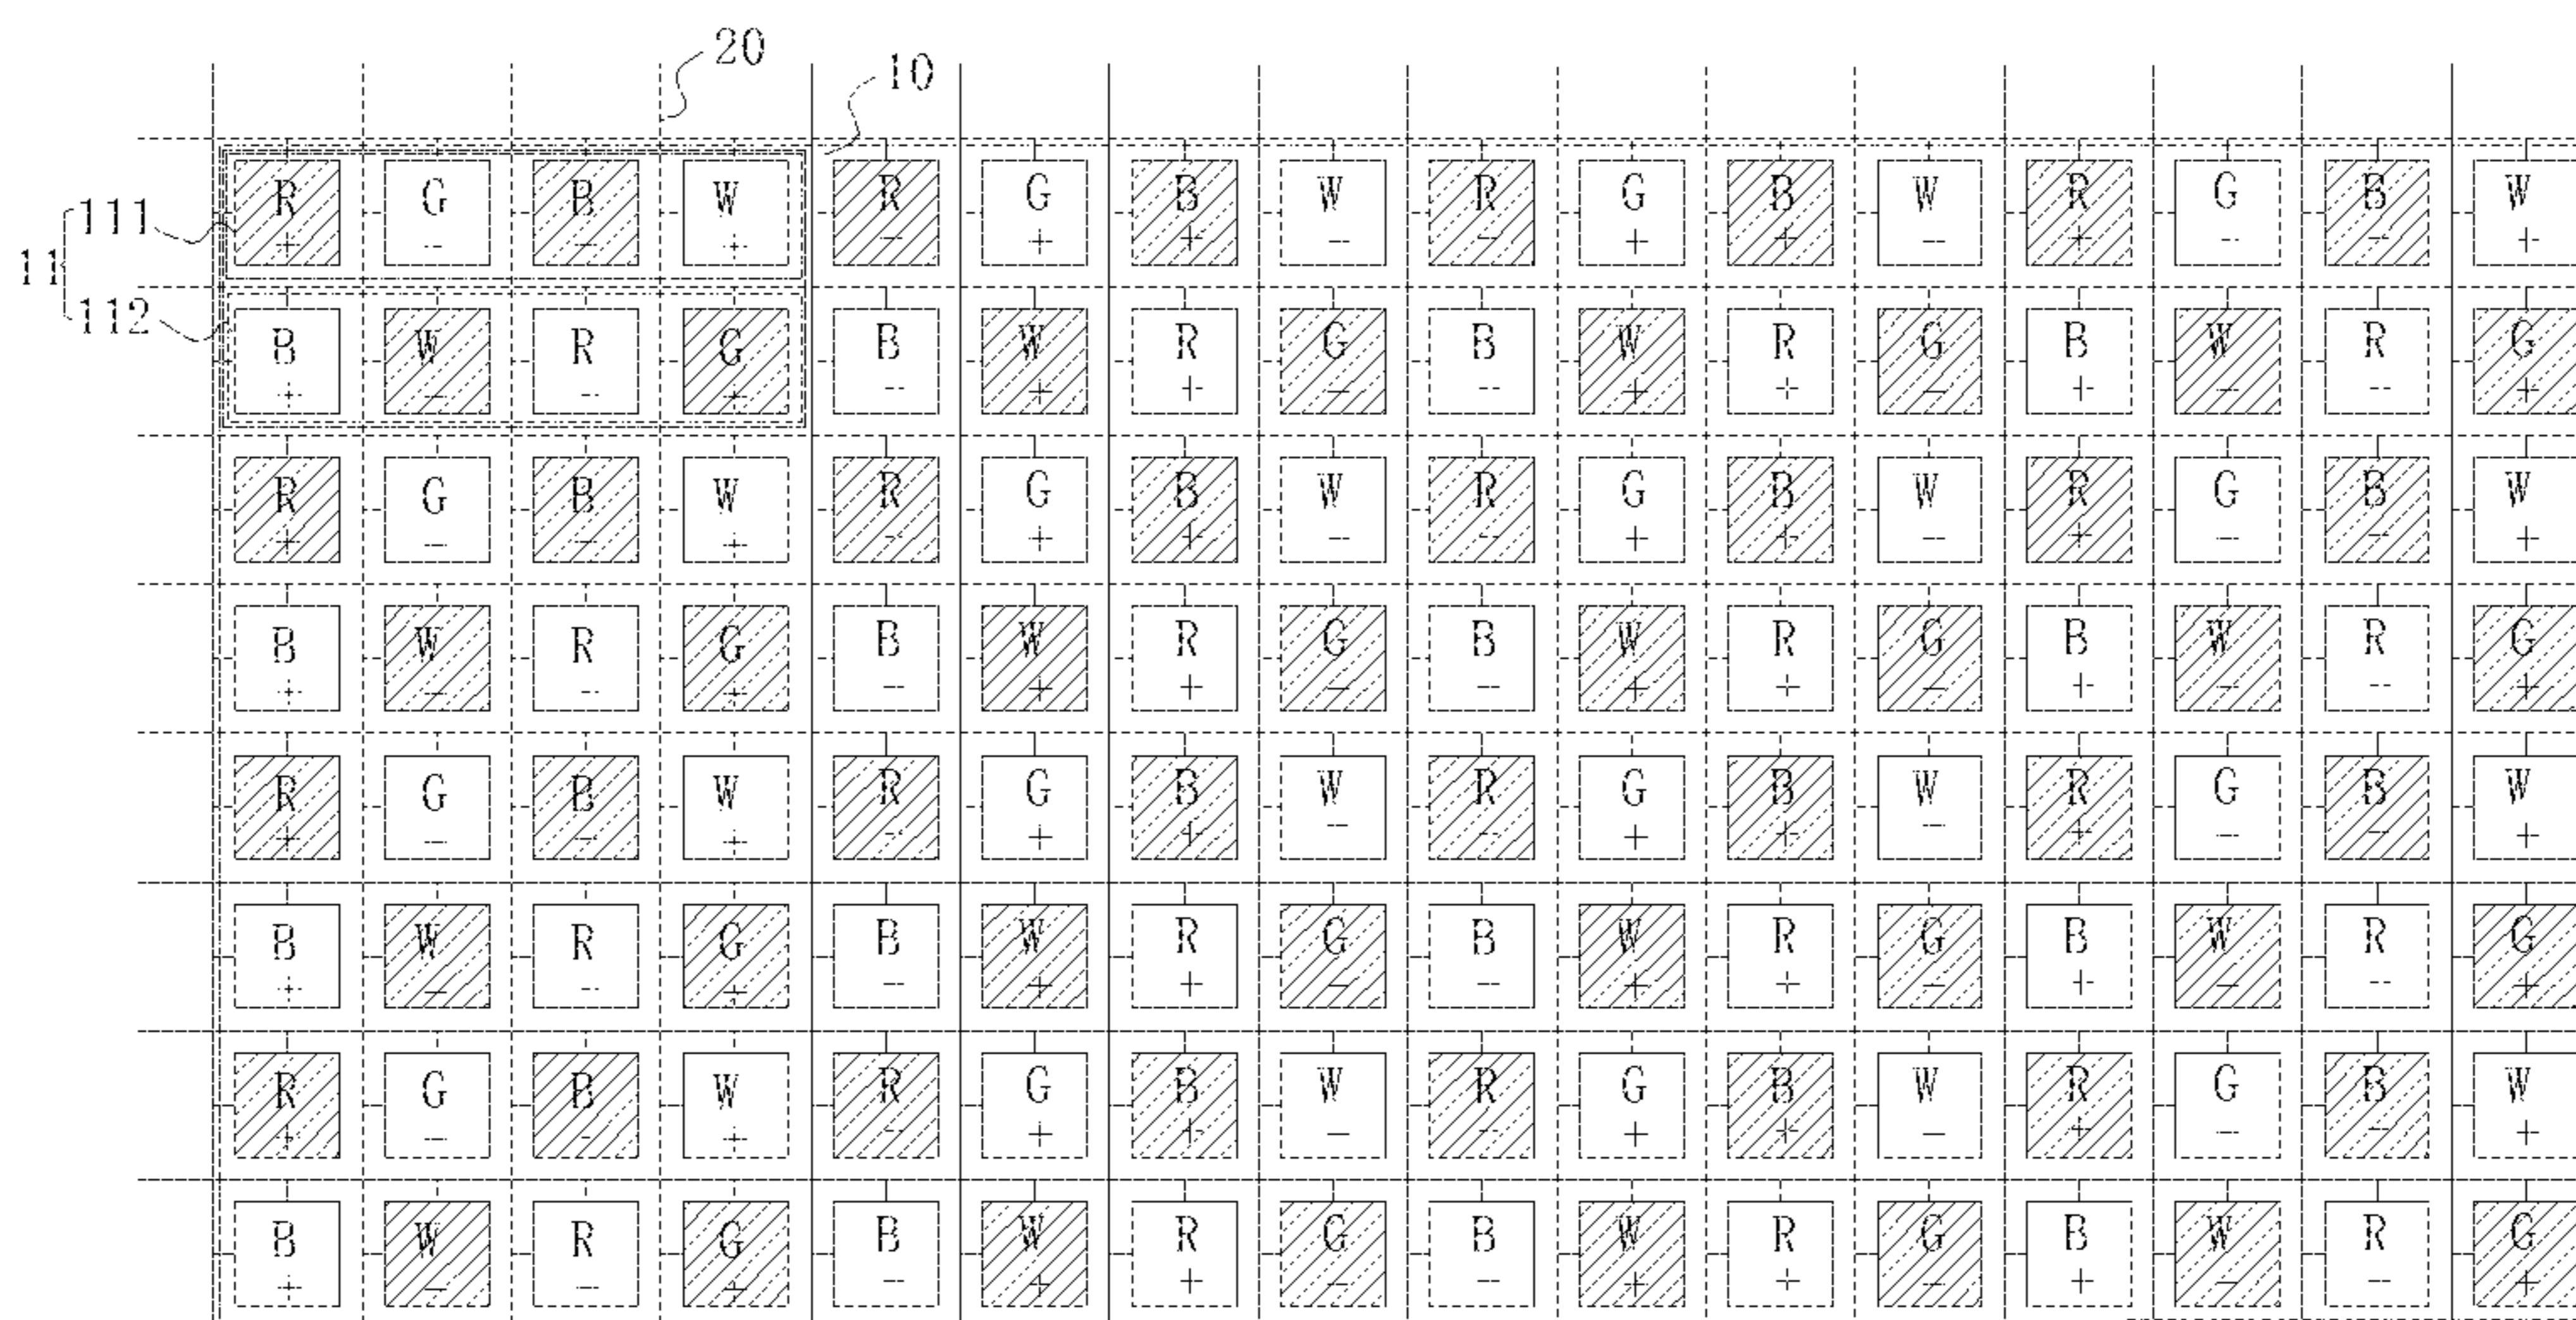 20
10
R G B W R G B W R G B W R G B W
+ -- — + — + + -- -- + + -- + -- -- +
111
11
112
B W R G B W R G B W R G B W R G
+ — -- + -- + + — -- + + — + -- -- +
R G B W R G B W R G B W R G B W
+ — — + -- + + -- -- + + — + -- -- +
B W R G B W R G B W R G B W R G
+ — -- + -- + + — -- + + — + -- -- +
R G B W R G B W R G B W R G B W
+ — — + -- + + — -- + + — + -- -- +
B W R G B W R G B W R G B W R G
+ — -- + -- + + — -- + + — + — -- +
R G B W R G B W R G B W R G B W
+ — - + -- + + — - + + — + -- -- +
B W R G B W R G B W R G B W R G
+ — -- + -- + + — -- + + — + — -- +